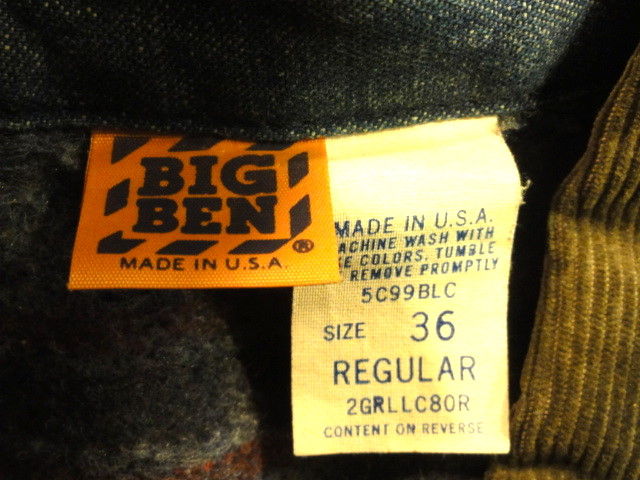 BIG
BEN
®
MADE IN U.S.A.
MADE IN U.S.A.
MACHINE WASH WITH
COLORS. TUMBLE
REMOVE PROMPTLY
5C99BLC
SIZE 36
REGULAR
2GRLLC80R
CONTENT ON REVERSE